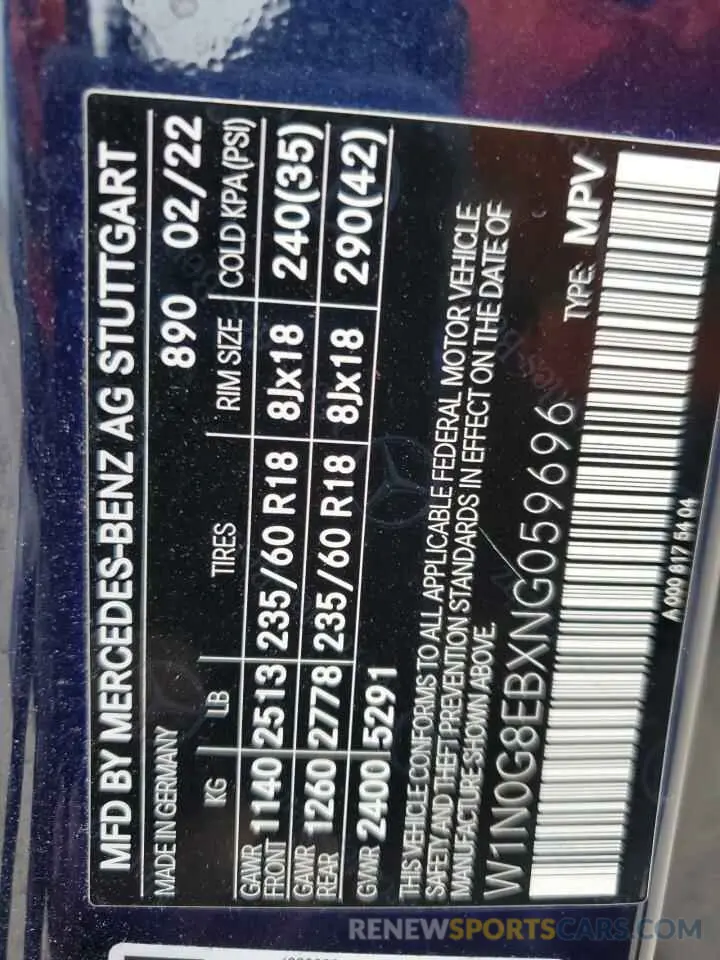 MFD BY MERCEDES-BENZ AG STUTTGART
MADE IN GERMANY 890 02/22
KG LB TIRES RIM SIZE COLD KPA(PSI)
GAWR FRONT 1140 2513 235/60 R18 8Jx18 240(35)
GAWR REAR 1260 2778 235/60 R18 8Jx18 290(42)
GVWR 2400 5291
THIS VEHICLE CONFORMS TO ALL APPLICABLE FEDERAL MOTOR VEHICLE
SAFETY AND THEFT PREVENTION STANDARDS IN EFFECT ON THE DATE OF
MANUFACTURE SHOWN ABOVE.
W1N0G8EBXNG059696 TYPE: MPV
A 000 817 54 04
RENEWSPORTSCARS.COM